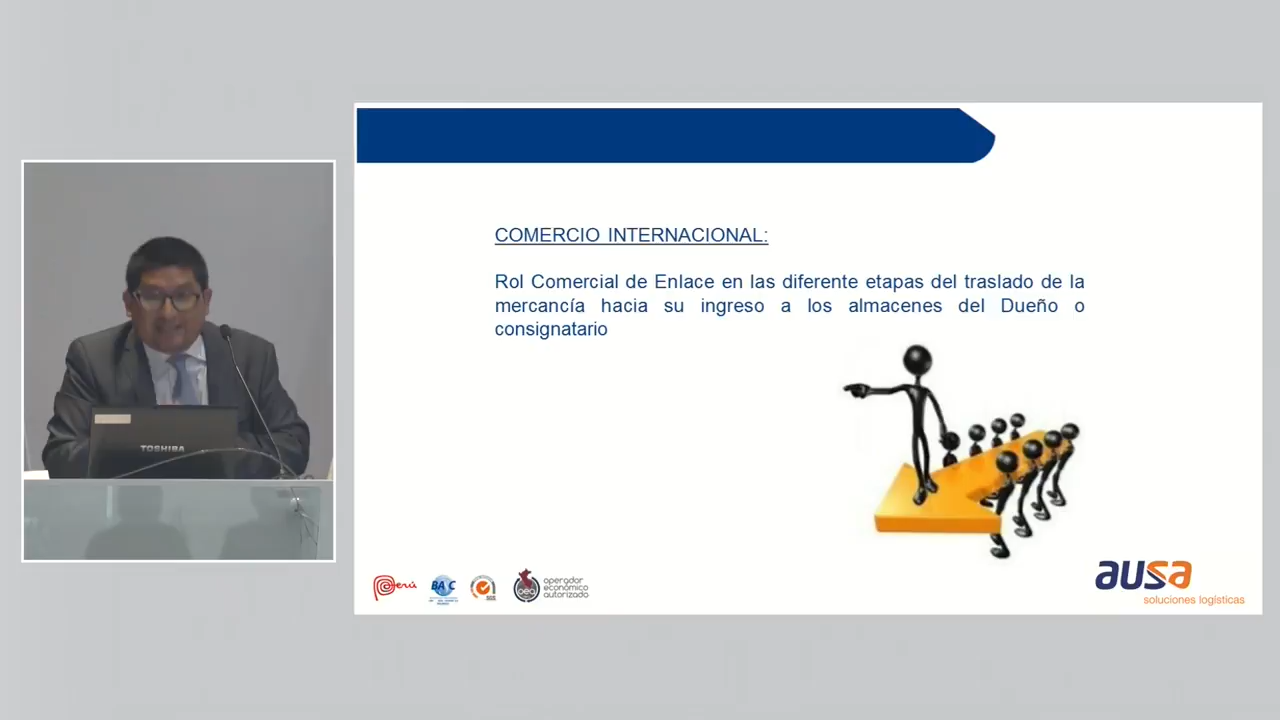 COMERCIO INTERNACIONAL:
Rol Comercial de Enlace en las diferente etapas del traslado de la
mercancía hacia su ingreso a los almacenes del Dueño o
consignatario
TOSHIBA
Perú
BASC
oea
operador
económico
autorizado
ausa
soluciones logísticas